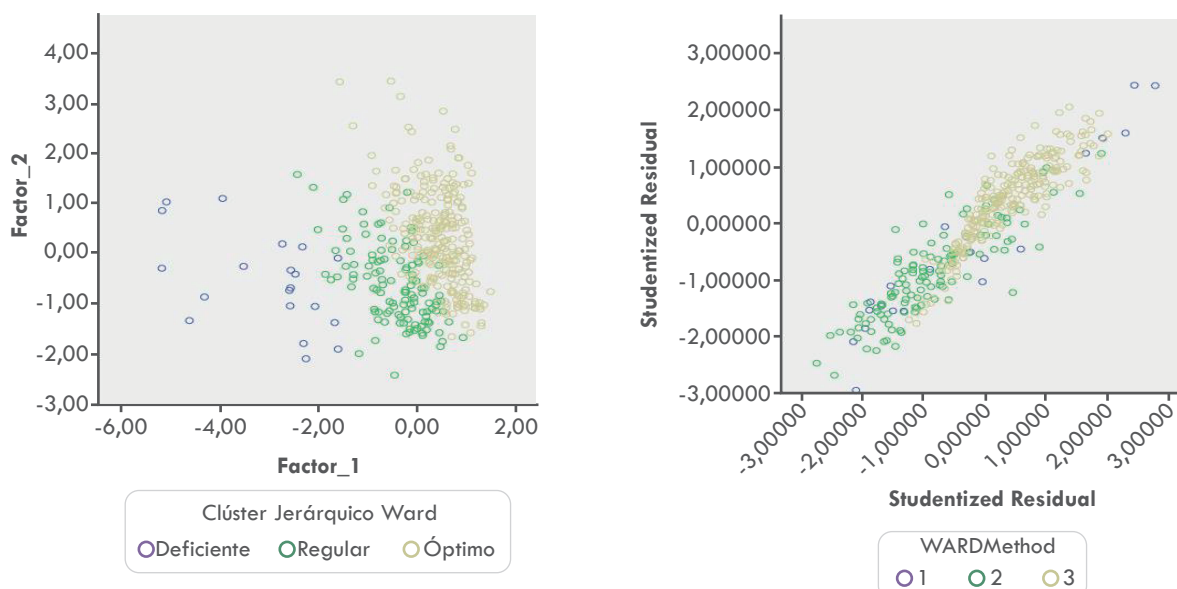 4,00
3,00
2,00
1,00
0,00
-1,00
-2,00
-3,00
Factor_2
-6,00 -4,00 -2,00 0,00 2,00
Factor_1
Clúster Jerárquico Ward
Deficiente Regular Óptimo
3,00000
2,00000
1,00000
0,00000
-1,00000
-2,00000
-3,00000
Studentized Residual
-3,00000 -2,00000 -1,00000 0,00000 1,00000 2,00000 3,00000
Studentized Residual
WARDMethod
1 2 3